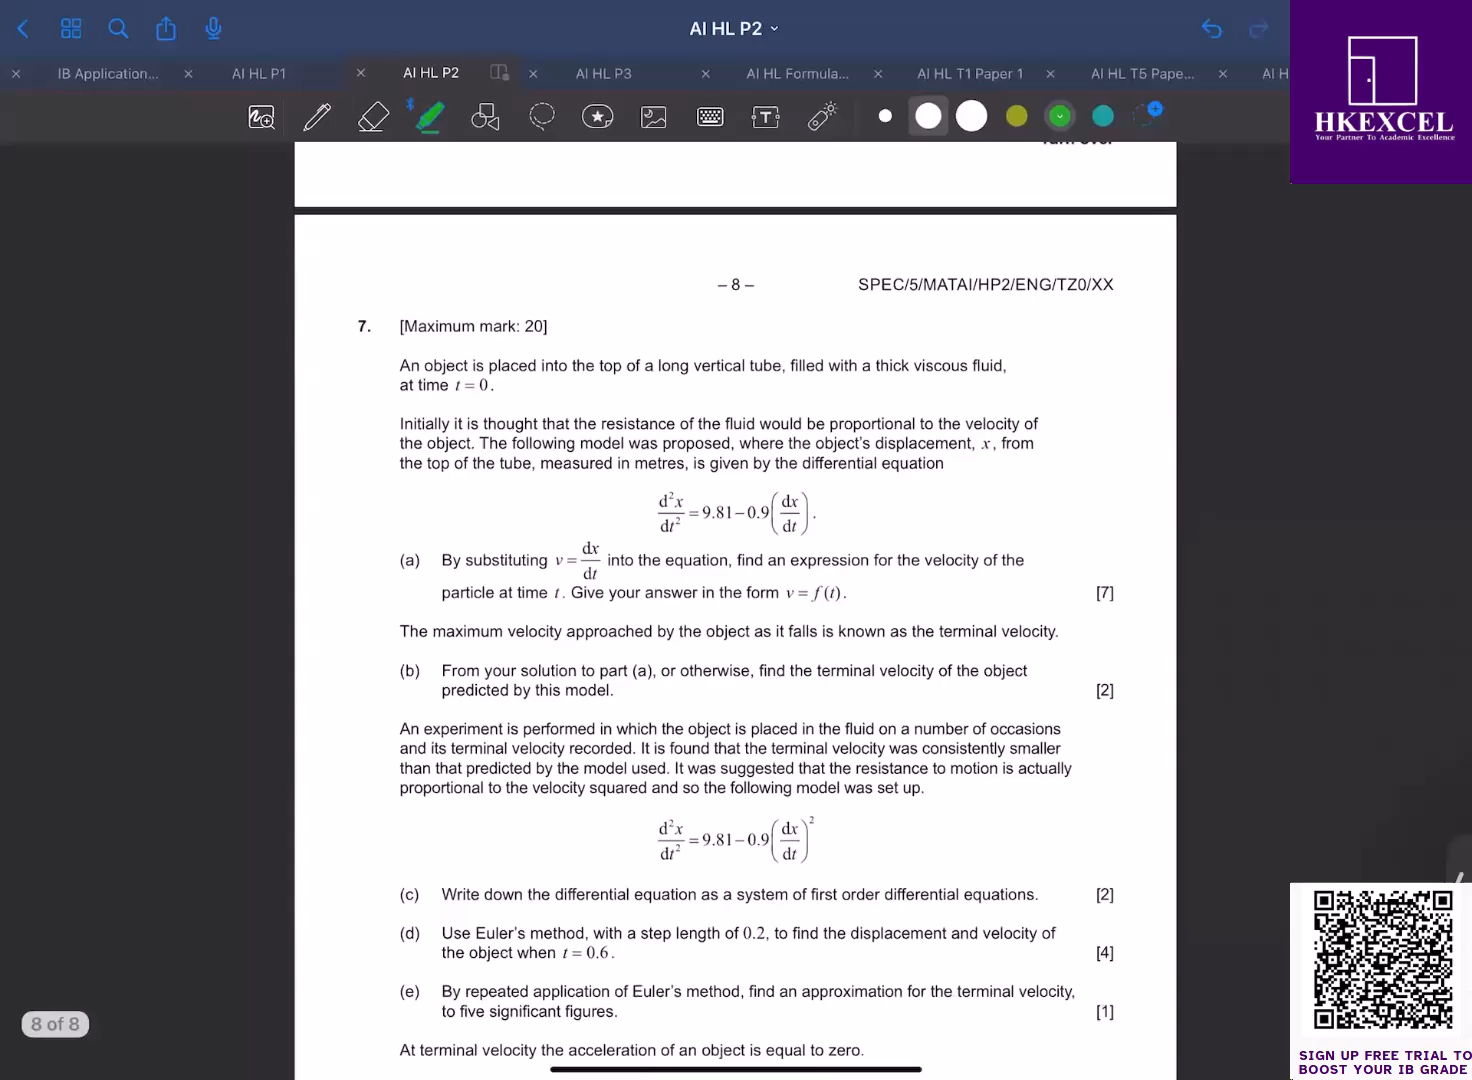 AI HL P2
IB Application...
AI HL P1
AI HL P2
AI HL P3
AI HL Formula...
AI HL T1 Paper 1
AI HL T5 Pape...
AI H
HKEXCEL
Your Partner To Academic Excellence
– 8 –
SPEC/5/MATAI/HP2/ENG/TZ0/XX
7. [Maximum mark: 20]
An object is placed into the top of a long vertical tube, filled with a thick viscous fluid,
at time t = 0.
Initially it is thought that the resistance of the fluid would be proportional to the velocity of
the object. The following model was proposed, where the object's displacement, x, from
the top of the tube, measured in metres, is given by the differential equation
d²x/dt² = 9.81 – 0.9(dx/dt).
(a) By substituting v = dx/dt into the equation, find an expression for the velocity of the
particle at time t. Give your answer in the form v = f(t). [7]
The maximum velocity approached by the object as it falls is known as the terminal velocity.
(b) From your solution to part (a), or otherwise, find the terminal velocity of the object
predicted by this model. [2]
An experiment is performed in which the object is placed in the fluid on a number of occasions
and its terminal velocity recorded. It is found that the terminal velocity was consistently smaller
than that predicted by the model used. It was suggested that the resistance to motion is actually
proportional to the velocity squared and so the following model was set up.
d²x/dt² = 9.81 – 0.9(dx/dt)²
(c) Write down the differential equation as a system of first order differential equations. [2]
(d) Use Euler's method, with a step length of 0.2, to find the displacement and velocity of
the object when t = 0.6. [4]
(e) By repeated application of Euler's method, find an approximation for the terminal velocity,
to five significant figures. [1]
At terminal velocity the acceleration of an object is equal to zero.
8 of 8
SIGN UP FREE TRIAL TO
BOOST YOUR IB GRADE